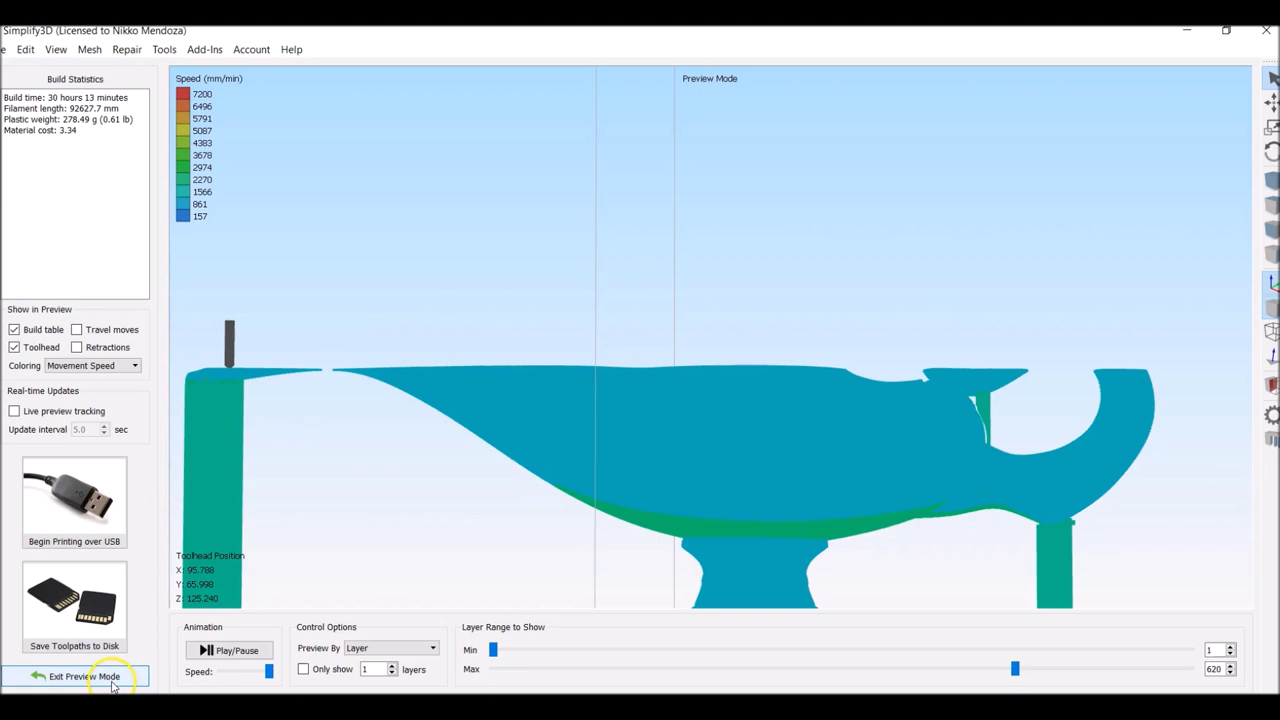 Simplify3D (Licensed to Nikko Mendoza)
e Edit View Mesh Repair Tools Add-Ins Account Help
Build Statistics
Build time: 30 hours 13 minutes
Filament length: 92627.7 mm
Plastic weight: 278.49 g (0.61 lb)
Material cost: 3.34
Show in Preview
Build table Travel moves
Toolhead Retractions
Coloring Movement Speed
Real-time Updates
Live preview tracking
Update interval 5.0 sec
Begin Printing over USB
Save Toolpaths to Disk
Exit Preview Mode
Speed (mm/min)
7200
6496
5791
5087
4383
3678
2974
2270
1566
861
157
Preview Mode
Toolhead Position
X: 95.788
Y: 65.998
Z: 125.240
Animation
Play/Pause
Speed:
Control Options
Preview By Layer
Only show 1 layers
Layer Range to Show
Min 1
Max 620